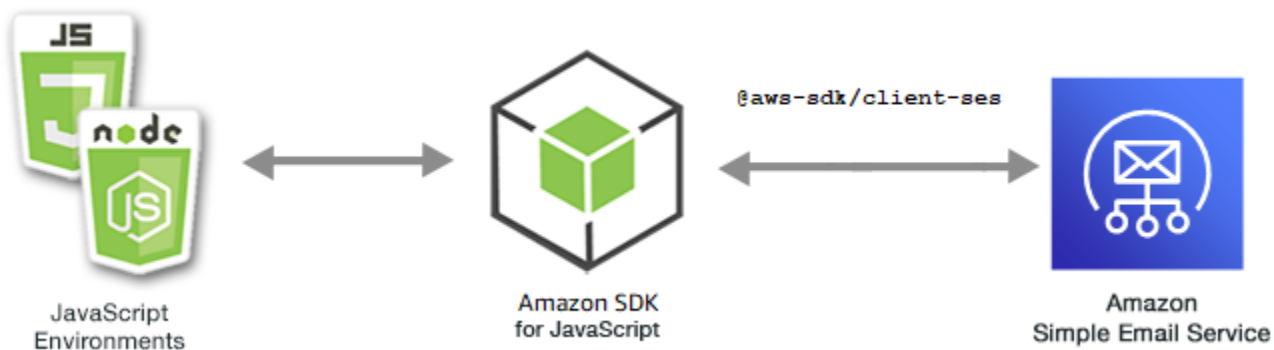 JS
node
JS
JavaScript
Environments
Amazon SDK
for JavaScript
@aws-sdk/client-ses
Amazon
Simple Email Service